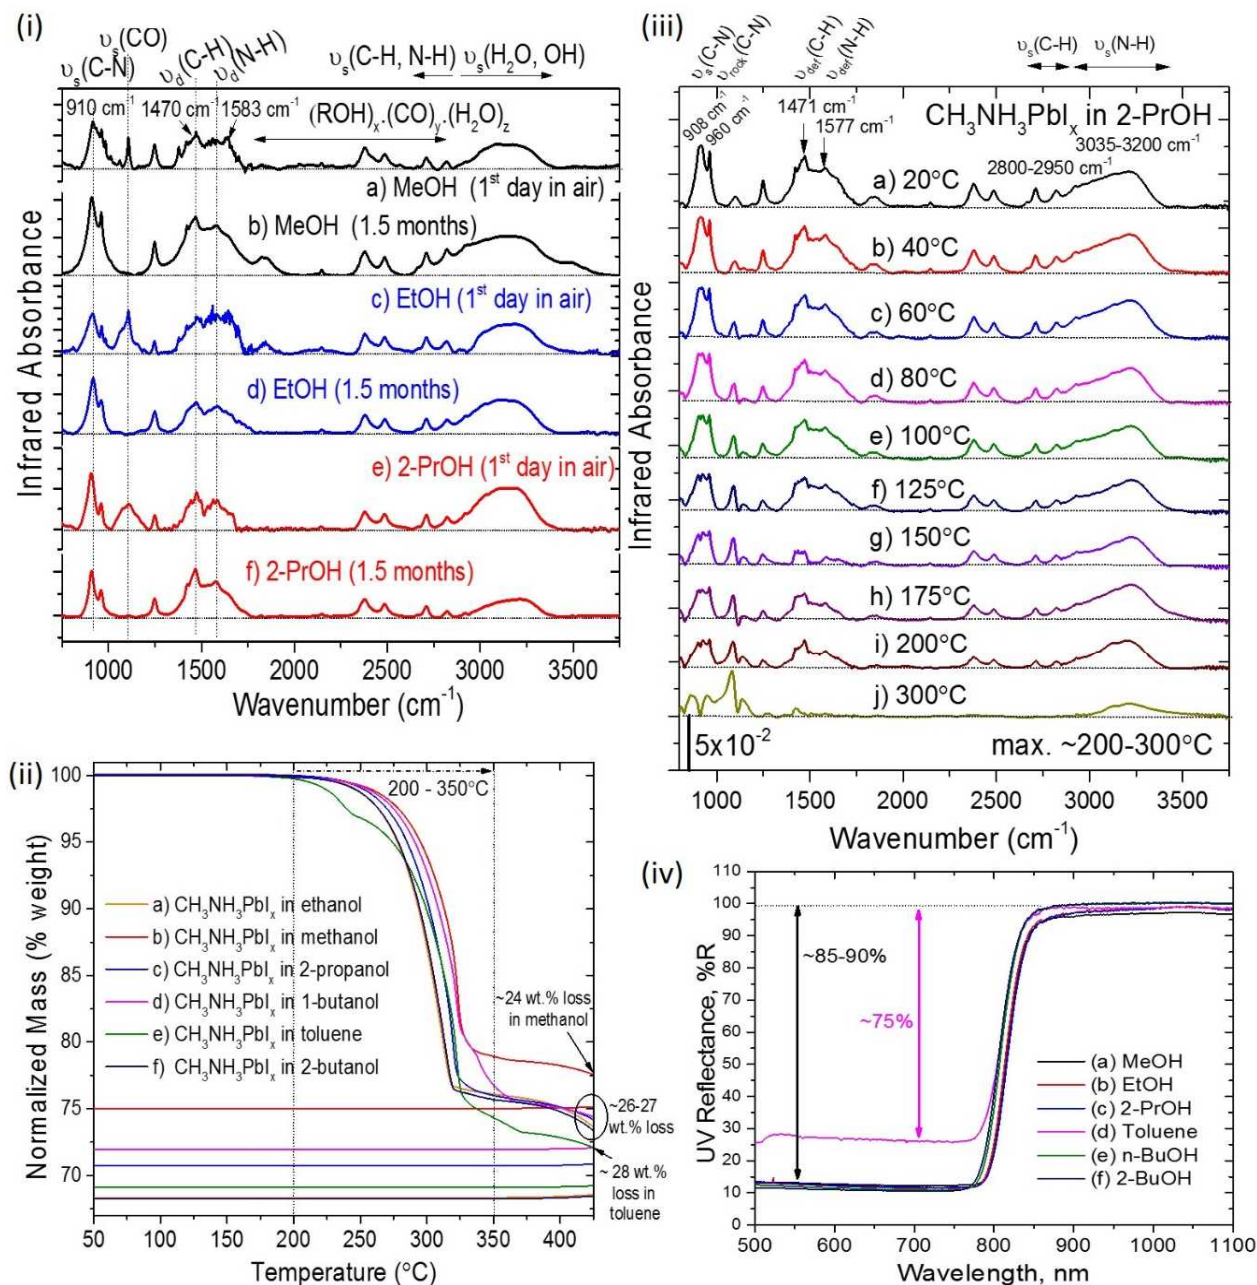 (i)
υs(C-N)
υs(CO)
υd(C-H)
υd(N-H)
υs(C-H, N-H)
υs(H2O, OH)
910 cm-1
1470 cm-1
1583 cm-1
(ROH)x.(CO)y.(H2O)z
a) MeOH (1st day in air)
b) MeOH (1.5 months)
c) EtOH (1st day in air)
d) EtOH (1.5 months)
e) 2-PrOH (1st day in air)
f) 2-PrOH (1.5 months)
Infrared Absorbance
1000 1500 2000 2500 3000 3500
Wavenumber (cm-1)
(iii)
υs(C-N)
υrock(C-N)
υdef(C-H)
υdef(N-H)
υs(C-H)
υs(N-H)
908 cm-1
960 cm-1
1471 cm-1
1577 cm-1
CH3NH3PbIx in 2-PrOH
3035-3200 cm-1
2800-2950 cm-1
a) 20°C
b) 40°C
c) 60°C
d) 80°C
e) 100°C
f) 125°C
g) 150°C
h) 175°C
i) 200°C
j) 300°C
5x10-2
max. ~200-300°C
Infrared Absorbance
1000 1500 2000 2500 3000 3500
Wavenumber (cm-1)
(ii)
200 - 350°C
a) CH3NH3PbIx in ethanol
b) CH3NH3PbIx in methanol
c) CH3NH3PbIx in 2-propanol
d) CH3NH3PbIx in 1-butanol
e) CH3NH3PbIx in toluene
f) CH3NH3PbIx in 2-butanol
~24 wt.% loss
in methanol
~26-27
wt.% loss
~ 28 wt.%
loss in
toluene
Normalized Mass (% weight)
100
95
90
85
80
75
70
50 100 150 200 250 300 350 400
Temperature (°C)
(iv)
~85-90%
~75%
(a) MeOH
(b) EtOH
(c) 2-PrOH
(d) Toluene
(e) n-BuOH
(f) 2-BuOH
UV Reflectance, %R
110
100
90
80
70
60
50
40
30
20
10
0
500 600 700 800 900 1000 1100
Wavelength, nm